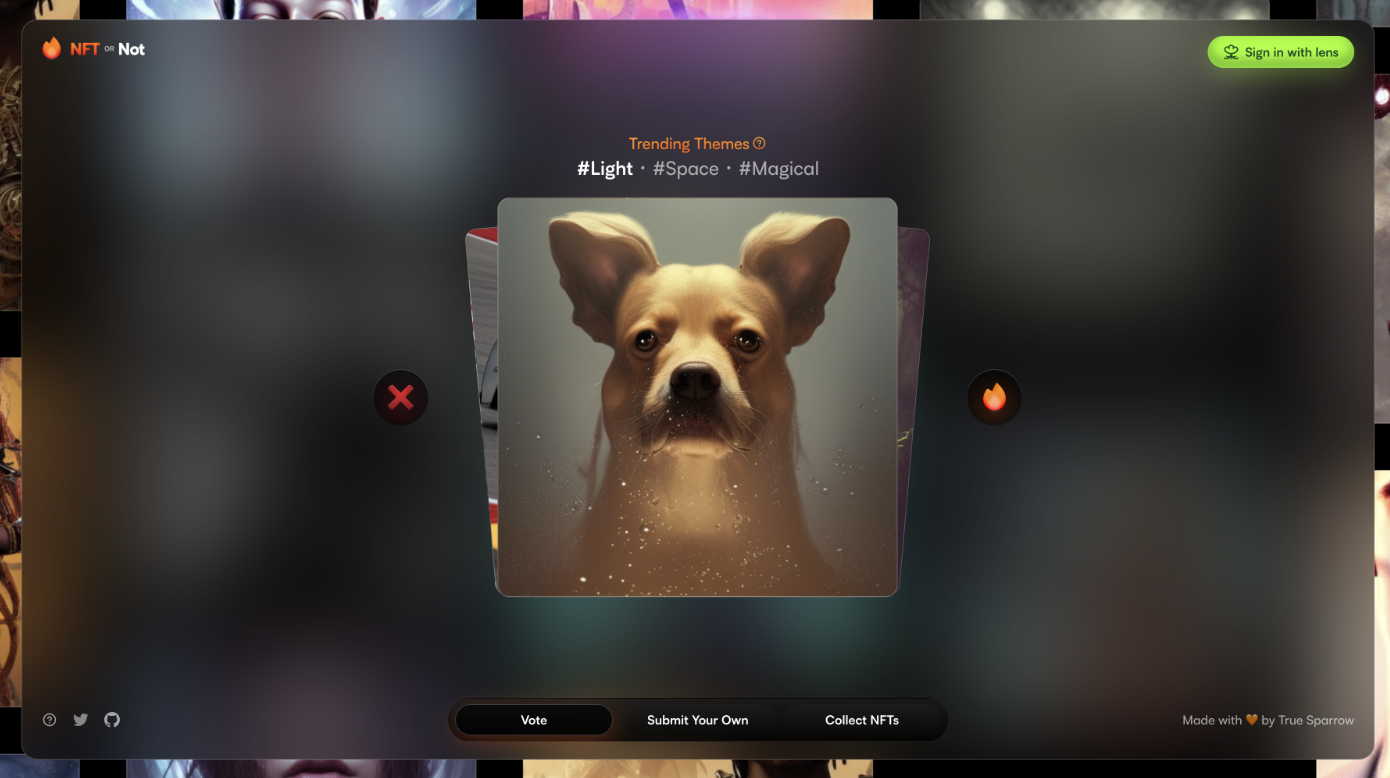 NFT OR Not
Sign in with lens
Trending Themes
#Light · #Space · #Magical
Vote
Submit Your Own
Collect NFTs
Made with 🧡 by True Sparrow